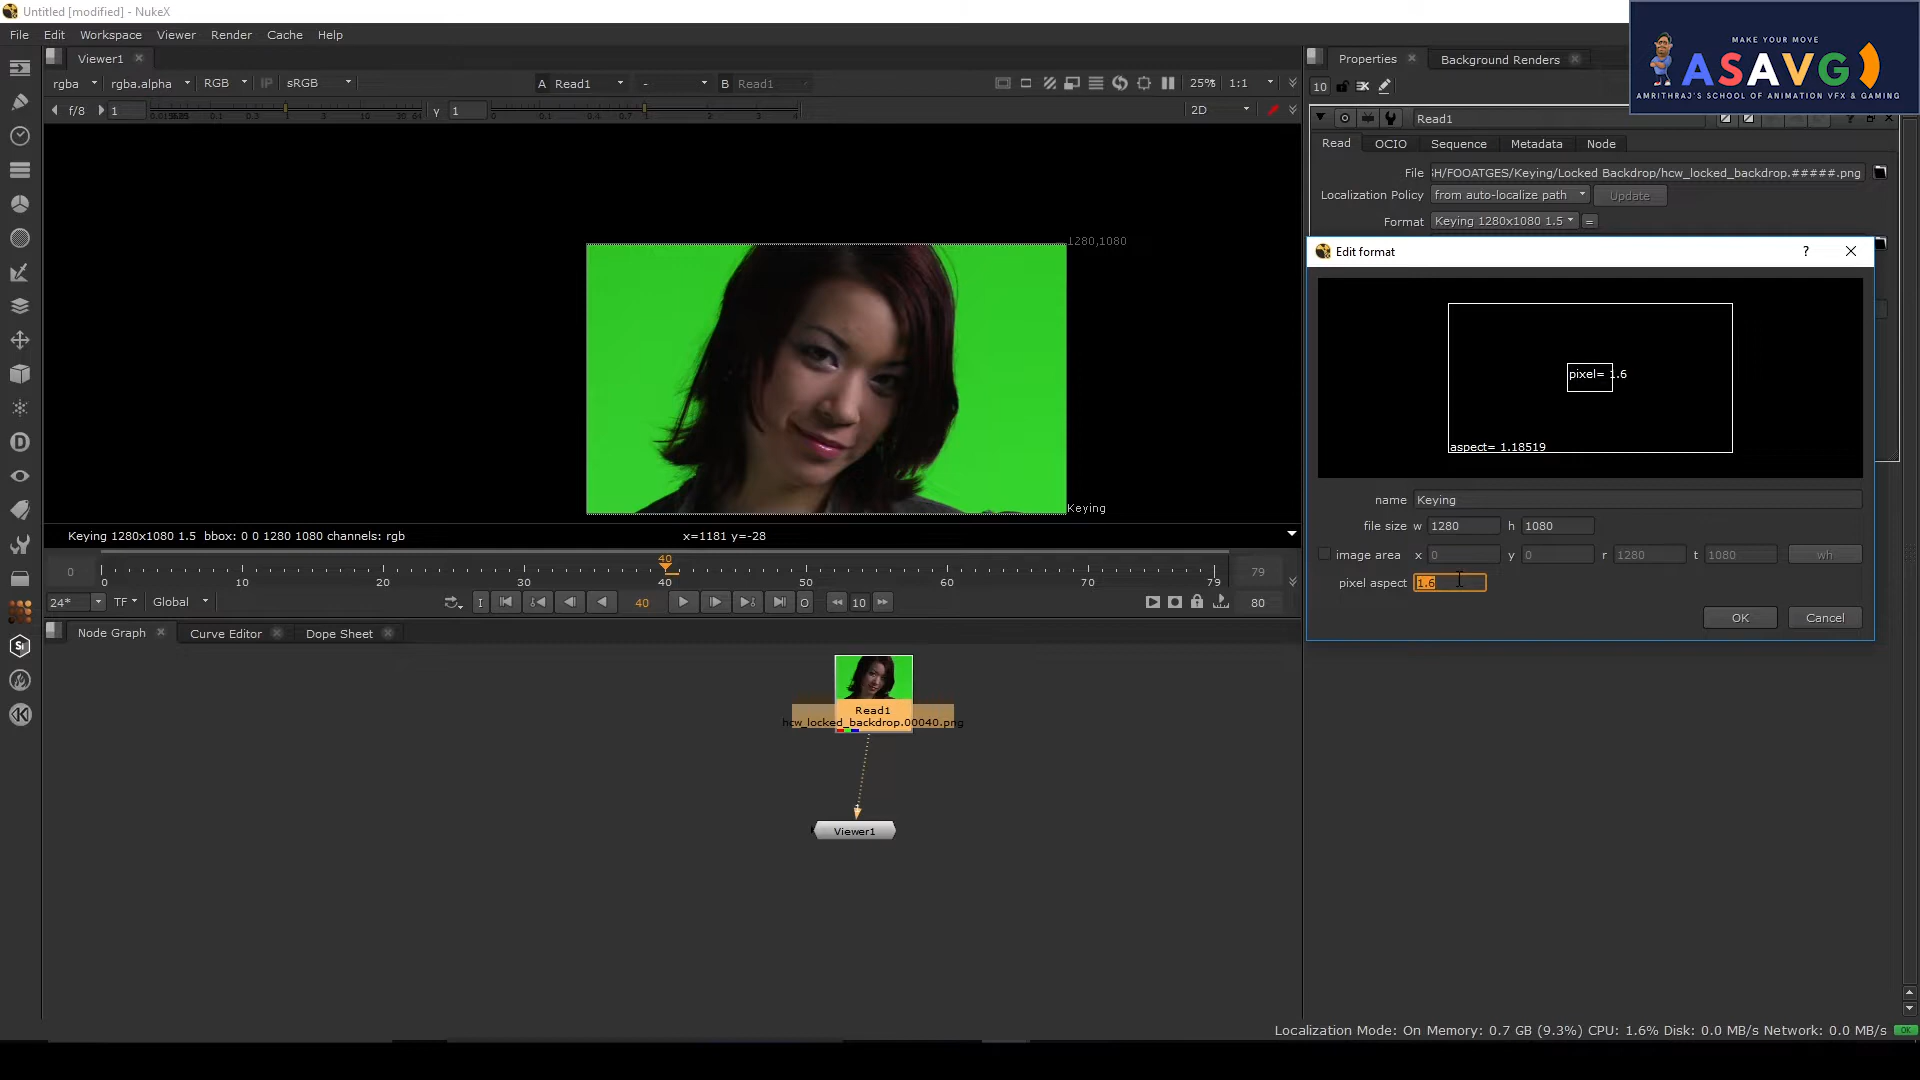 Untitled [modified] - NukeX
File Edit Workspace Viewer Render Cache Help
MAKE YOUR MOVE
ASAVG
AMRITHRAJ'S SCHOOL OF ANIMATION VFX & GAMING
Viewer1
rgba rgba.alpha RGB IP sRGB A Read1 - B Read1 25% 1:1
f/8 1 Y 1 2D
1280,1080
Keying
Keying 1280x1080 1.5 bbox: 0 0 1280 1080 channels: rgb x=1181 y=-28
40
0 0 10 20 30 40 50 60 70 79 79
24* TF Global I 40 O 10 80
Node Graph Curve Editor Dope Sheet
Read1
hcw_locked_backdrop.00040.png
Viewer1
Properties Background Renders
10
Read1
Read OCIO Sequence Metadata Node
File SH/FOOATGES/Keying/Locked Backdrop/hcw_locked_backdrop.#####.png
Localization Policy from auto-localize path Update
Format Keying 1280x1080 1.5 =
Edit format ?
pixel= 1.6
aspect= 1.18519
name Keying
file size w 1280 h 1080
image area x 0 y 0 r 1280 t 1080 wh
pixel aspect 1.6
OK Cancel
Localization Mode: On Memory: 0.7 GB (9.3%) CPU: 1.6% Disk: 0.0 MB/s Network: 0.0 MB/s OK